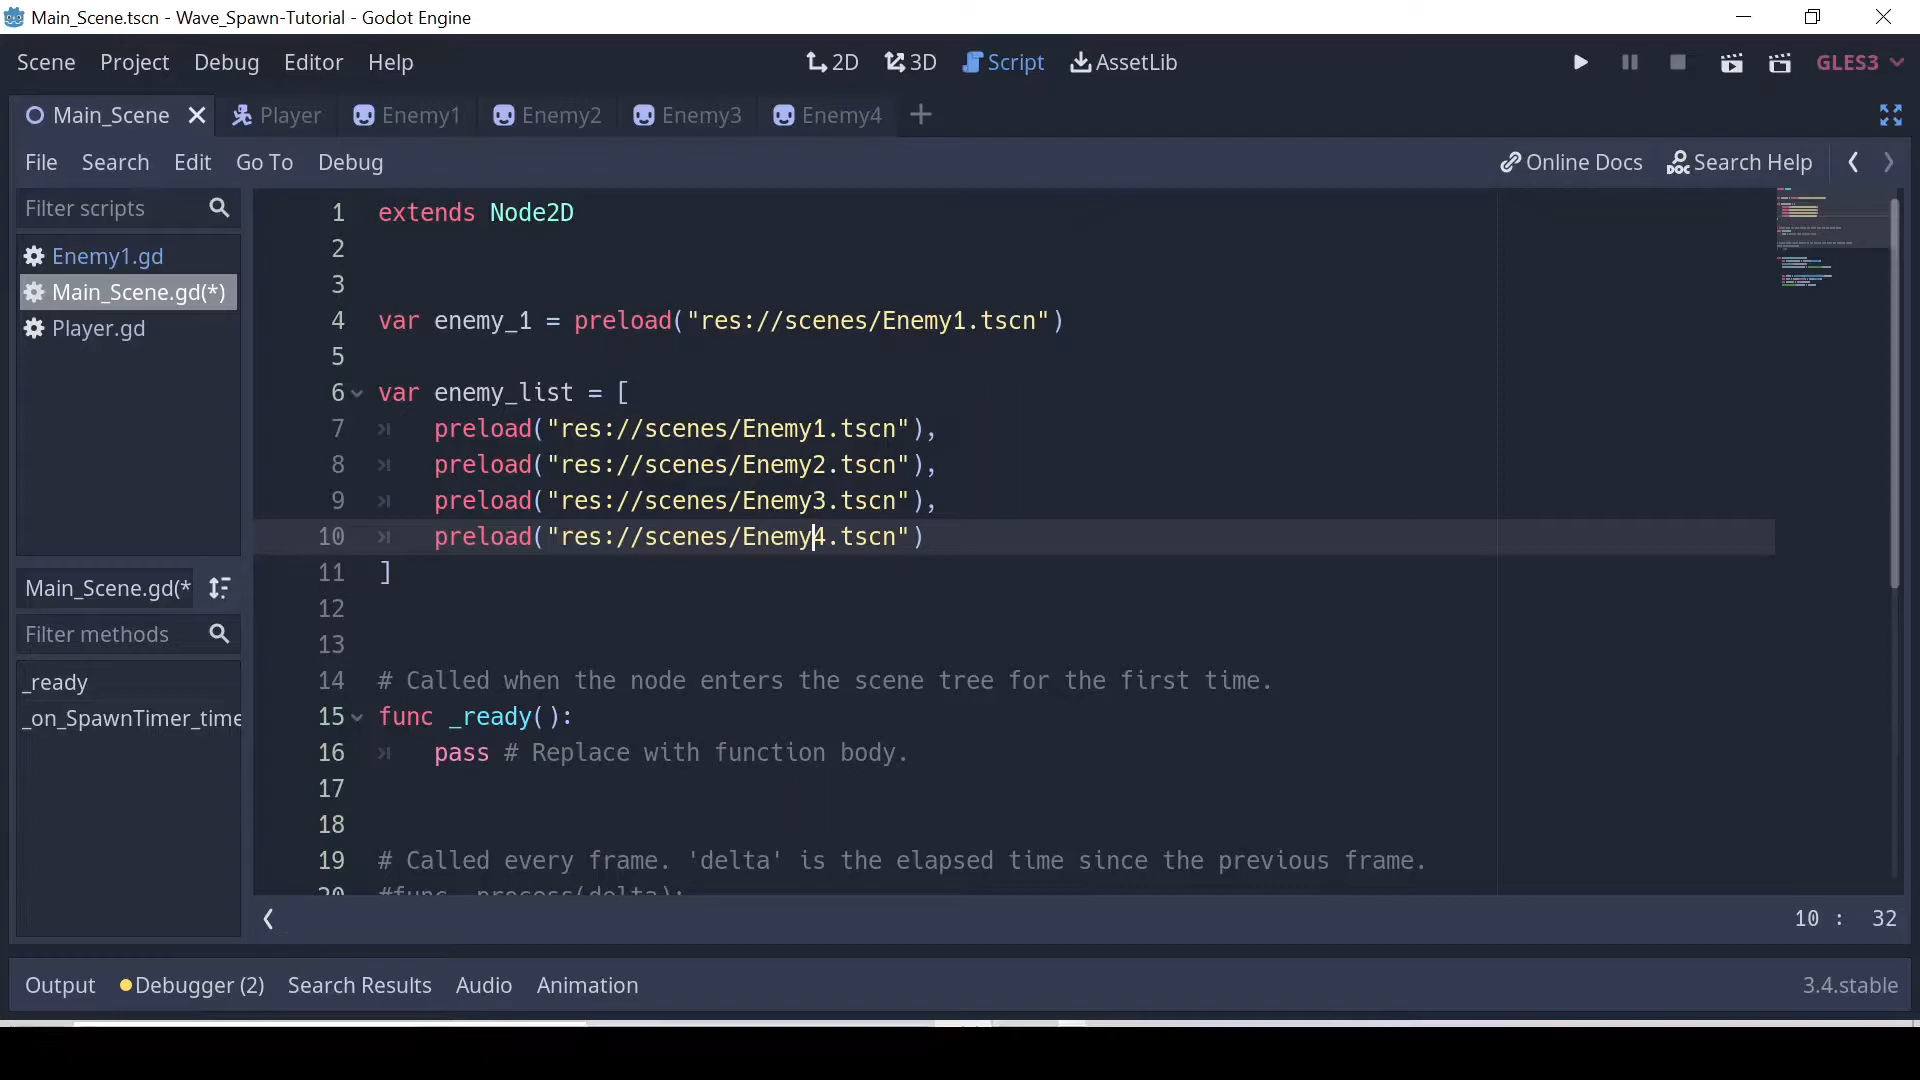 Main_Scene.tscn - Wave_Spawn-Tutorial - Godot Engine
Scene Project Debug Editor Help 2D 3D Script AssetLib GLES3
Main_Scene Player Enemy1 Enemy2 Enemy3 Enemy4
File Search Edit Go To Debug Online Docs Search Help
Filter scripts
Enemy1.gd
Main_Scene.gd(*)
Player.gd
Main_Scene.gd(*
Filter methods
_ready
_on_SpawnTimer_time
1 extends Node2D
2
3
4 var enemy_1 = preload("res://scenes/Enemy1.tscn")
5
6 var enemy_list = [
7 preload("res://scenes/Enemy1.tscn"),
8 preload("res://scenes/Enemy2.tscn"),
9 preload("res://scenes/Enemy3.tscn"),
10 preload("res://scenes/Enemy4.tscn")
11 ]
12
13
14 # Called when the node enters the scene tree for the first time.
15 func _ready():
16 pass # Replace with function body.
17
18
19 # Called every frame. 'delta' is the elapsed time since the previous frame.
20 #func _process(delta):
10 : 32
Output Debugger (2) Search Results Audio Animation 3.4.stable